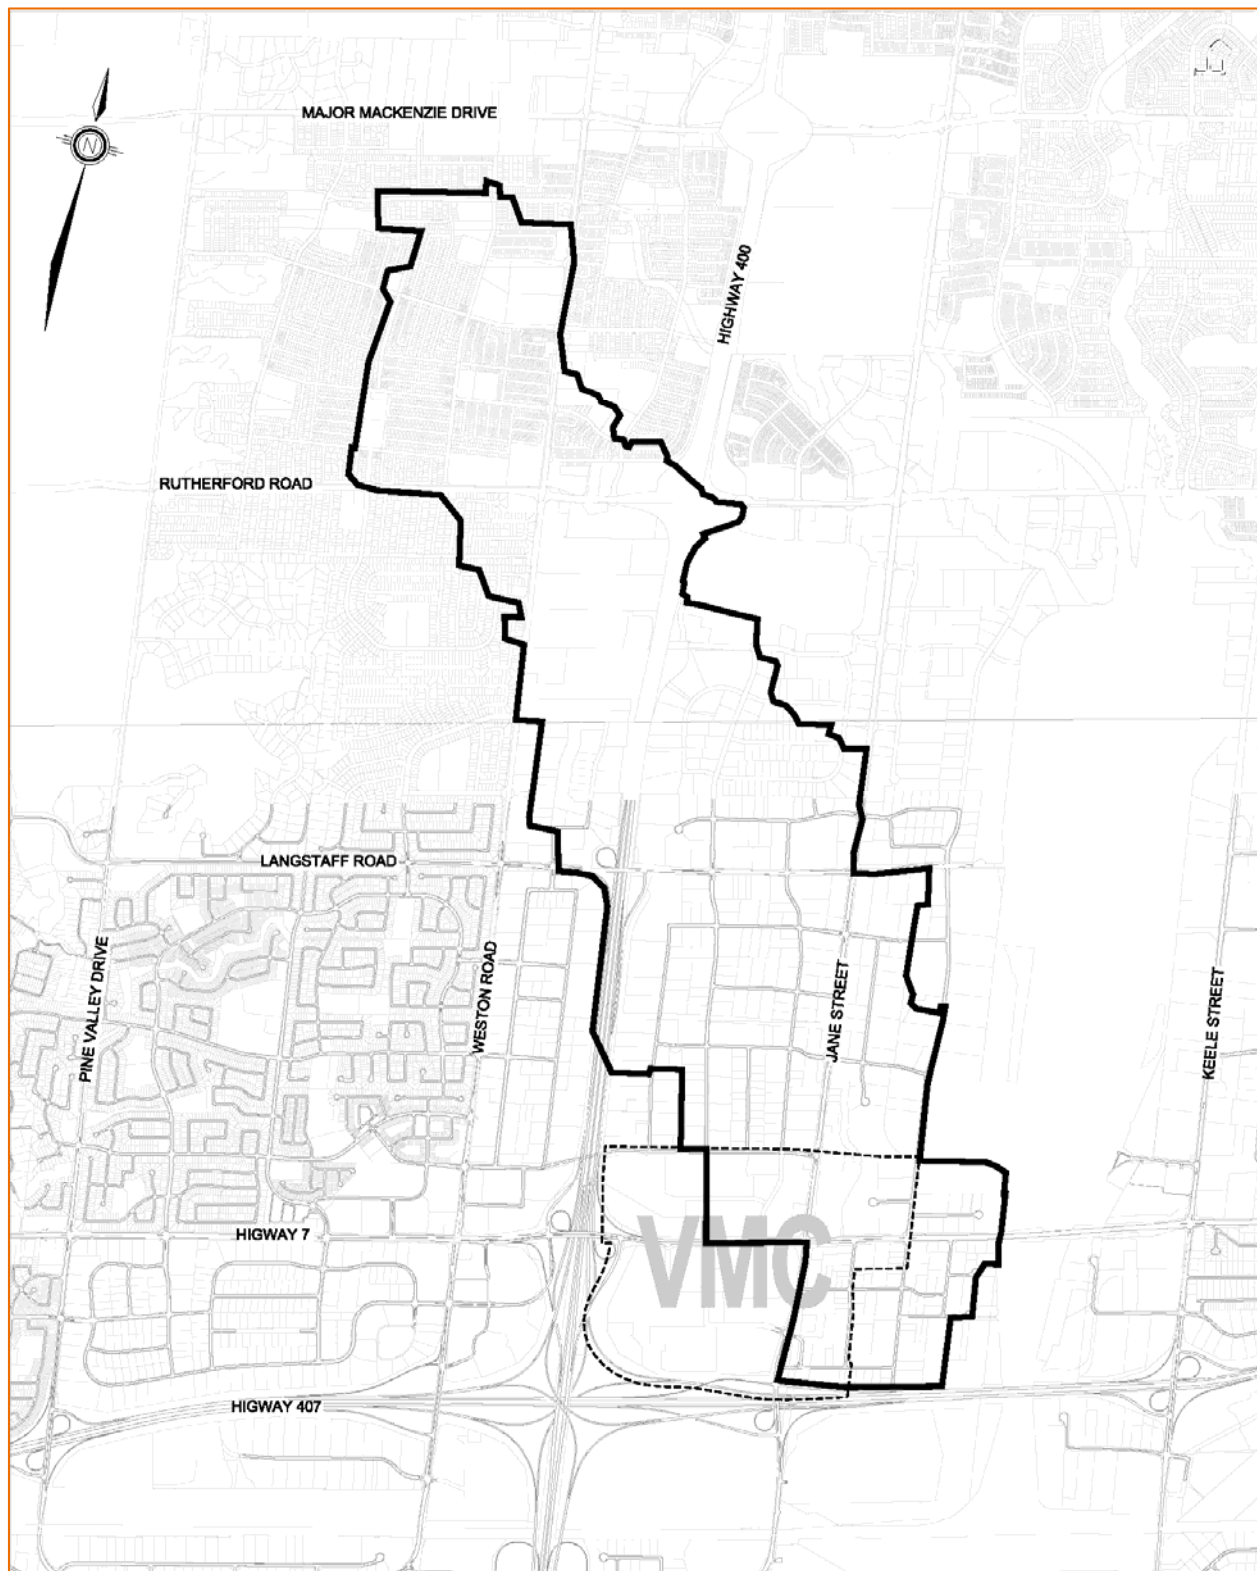 MAJOR MACKENZIE DRIVE
N
HIGHWAY 400
RUTHERFORD ROAD
LANGSTAFF ROAD
PINE VALLEY DRIVE
WESTON ROAD
JANE STREET
KEELE STREET
HIGWAY 7
VMC
HIGWAY 407